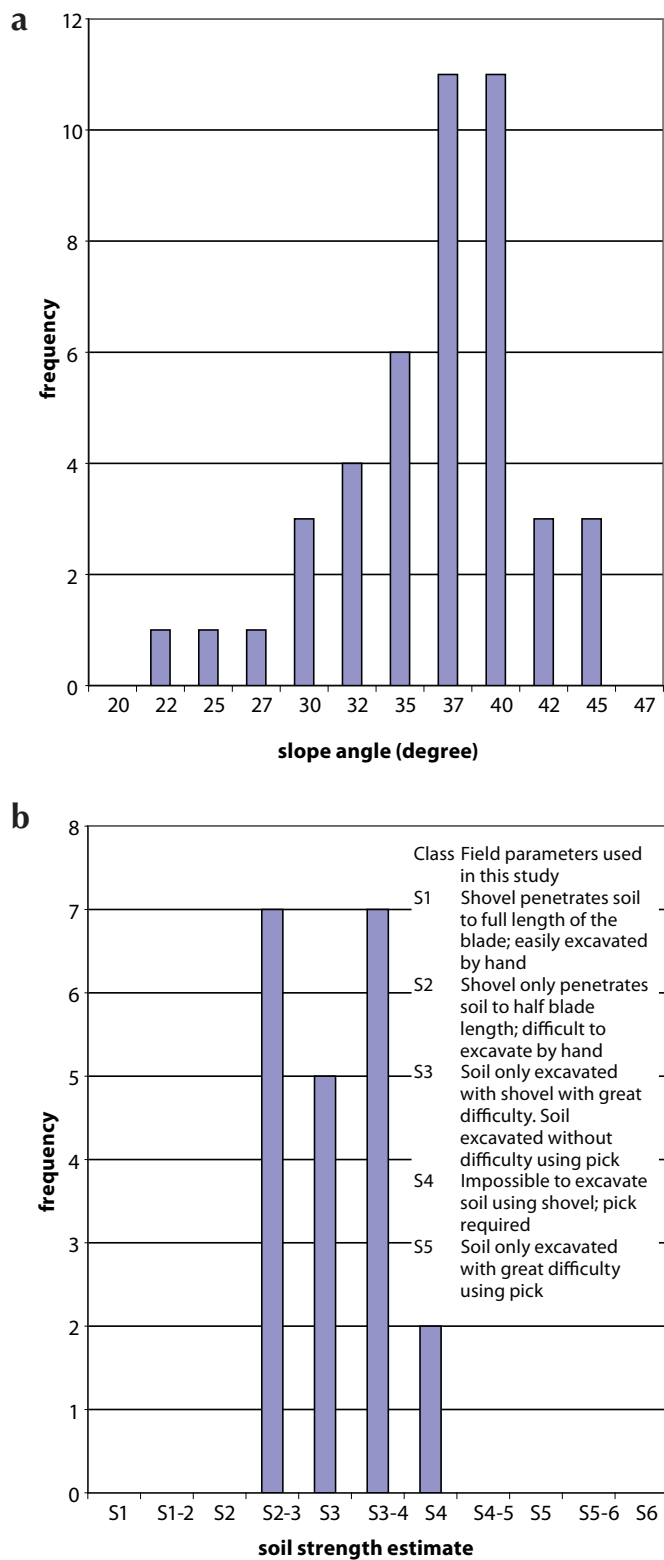 a
12
10
8
6
4
2
0
frequency
20 22 25 27 30 32 35 37 40 42 45 47
slope angle (degree)
b
8
7
6
5
4
3
2
1
0
frequency
Class Field parameters used
in this study
S1 Shovel penetrates soil
to full length of the
blade; easily excavated
by hand
S2 Shovel only penetrates
soil to half blade
length; difficult to
excavate by hand
S3 Soil only excavated
with shovel with great
difficulty. Soil
excavated without
difficulty using pick
S4 Impossible to excavate
soil using shovel; pick
required
S5 Soil only excavated
with great difficulty
using pick
S1 S1-2 S2 S2-3 S3 S3-4 S4 S4-5 S5 S5-6 S6
soil strength estimate